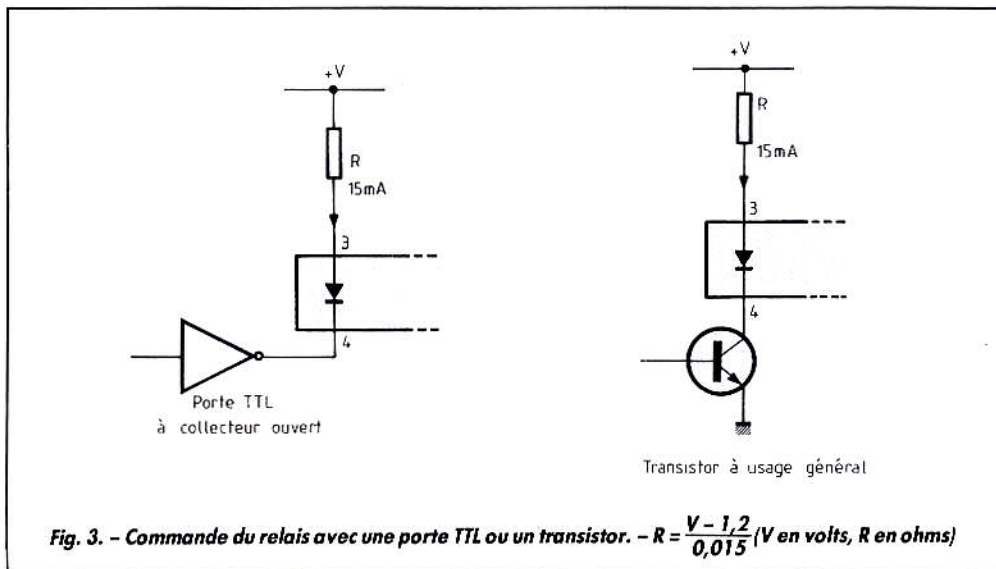 +V
R
15mA
3
4
Porte TTL
à collecteur ouvert
+V
R
15mA
3
4
Transistor à usage général
Fig. 3. – Commande du relais avec une porte TTL ou un transistor. – R = V – 1,2 / 0,015 (V en volts, R en ohms)